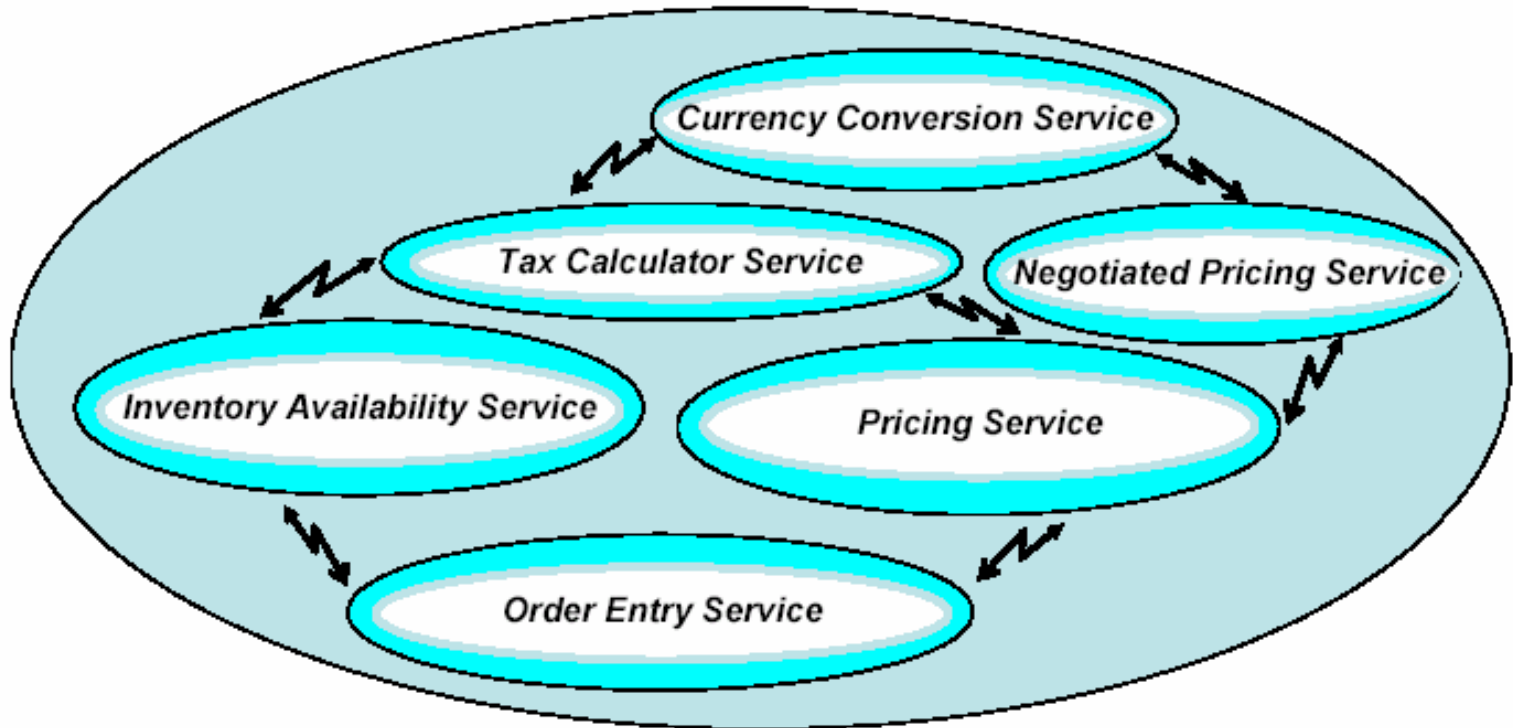 Currency Conversion Service
Tax Calculator Service
Negotiated Pricing Service
Inventory Availability Service
Pricing Service
Order Entry Service